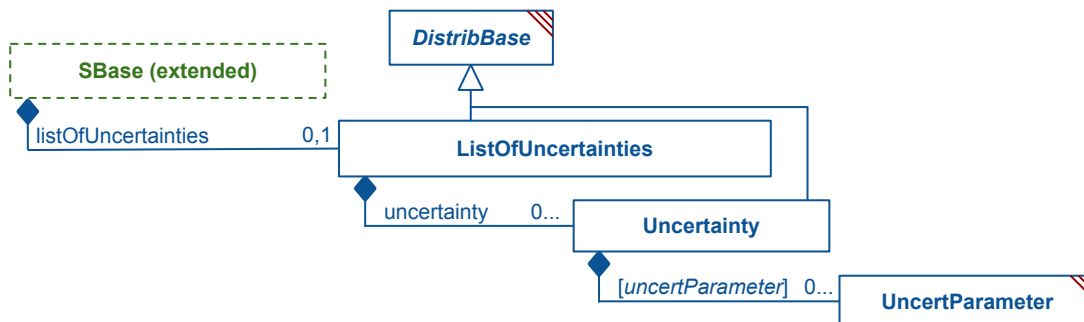 DistribBase
SBase (extended)
listOfUncertainties 0,1
ListOfUncertainties
uncertainty 0...
Uncertainty
[uncertParameter] 0...
UncertParameter